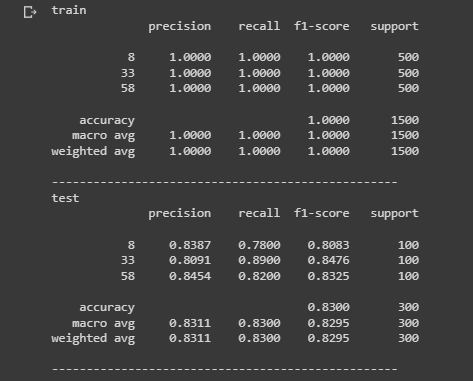 train
precision recall f1-score support
8 1.0000 1.0000 1.0000 500
33 1.0000 1.0000 1.0000 500
58 1.0000 1.0000 1.0000 500
accuracy 1.0000 1500
macro avg 1.0000 1.0000 1.0000 1500
weighted avg 1.0000 1.0000 1.0000 1500
-------------------------------------------------
test
precision recall f1-score support
8 0.8387 0.7800 0.8083 100
33 0.8091 0.8900 0.8476 100
58 0.8454 0.8200 0.8325 100
accuracy 0.8300 300
macro avg 0.8311 0.8300 0.8295 300
weighted avg 0.8311 0.8300 0.8295 300
-------------------------------------------------